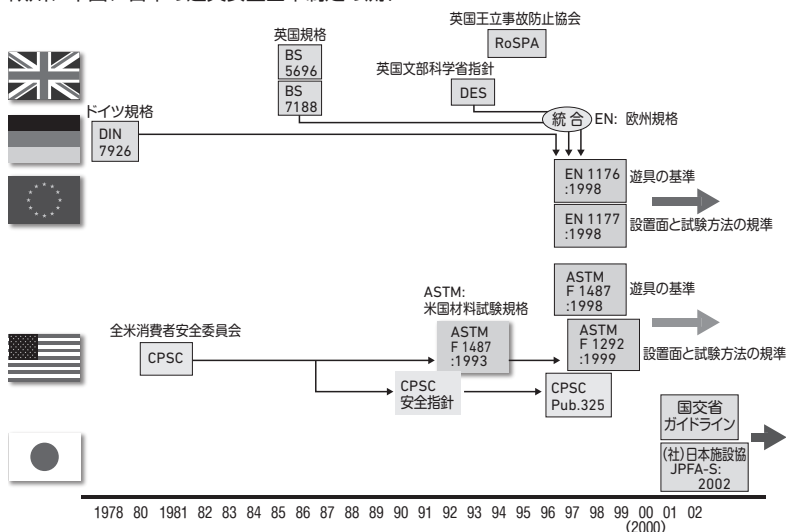 英国王立事故防止協会
RoSPA
英国規格
BS
5696
BS
7188
英国文部科学省指針
DES
ドイツ規格
DIN
7926
統合
EN: 欧州規格
EN 1176
:1998
遊具の基準
EN 1177
:1998
設置面と試験方法の規準
ASTM
F 1487
:1998
遊具の基準
ASTM:
米国材料試験規格
ASTM
F 1487
:1993
ASTM
F 1292
:1999
設置面と試験方法の規準
全米消費者安全委員会
CPSC
CPSC
安全指針
CPSC
Pub.325
国交省
ガイドライン
(社)日本施設協
JPFA-S:
2002
1978 80 1981 82 83 84 85 86 87 88 89 90 91 92 93 94 95 96 97 98 99 00 01 02
(2000)